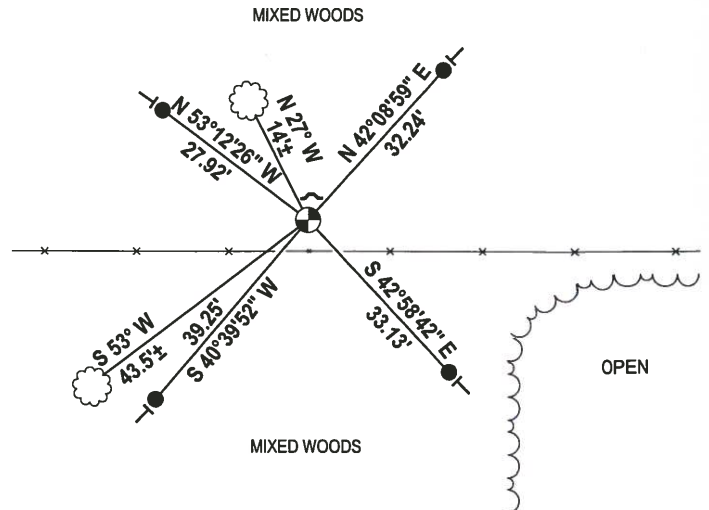 MIXED WOODS
N 53°12'26" W
27.92'
N 27° W
14'±
N 42°08'59" E
32.24'
S 53° W
43.5'±
39.25'
S 40°39'52" W
S 42°58'42" E
33.13'
OPEN
MIXED WOODS